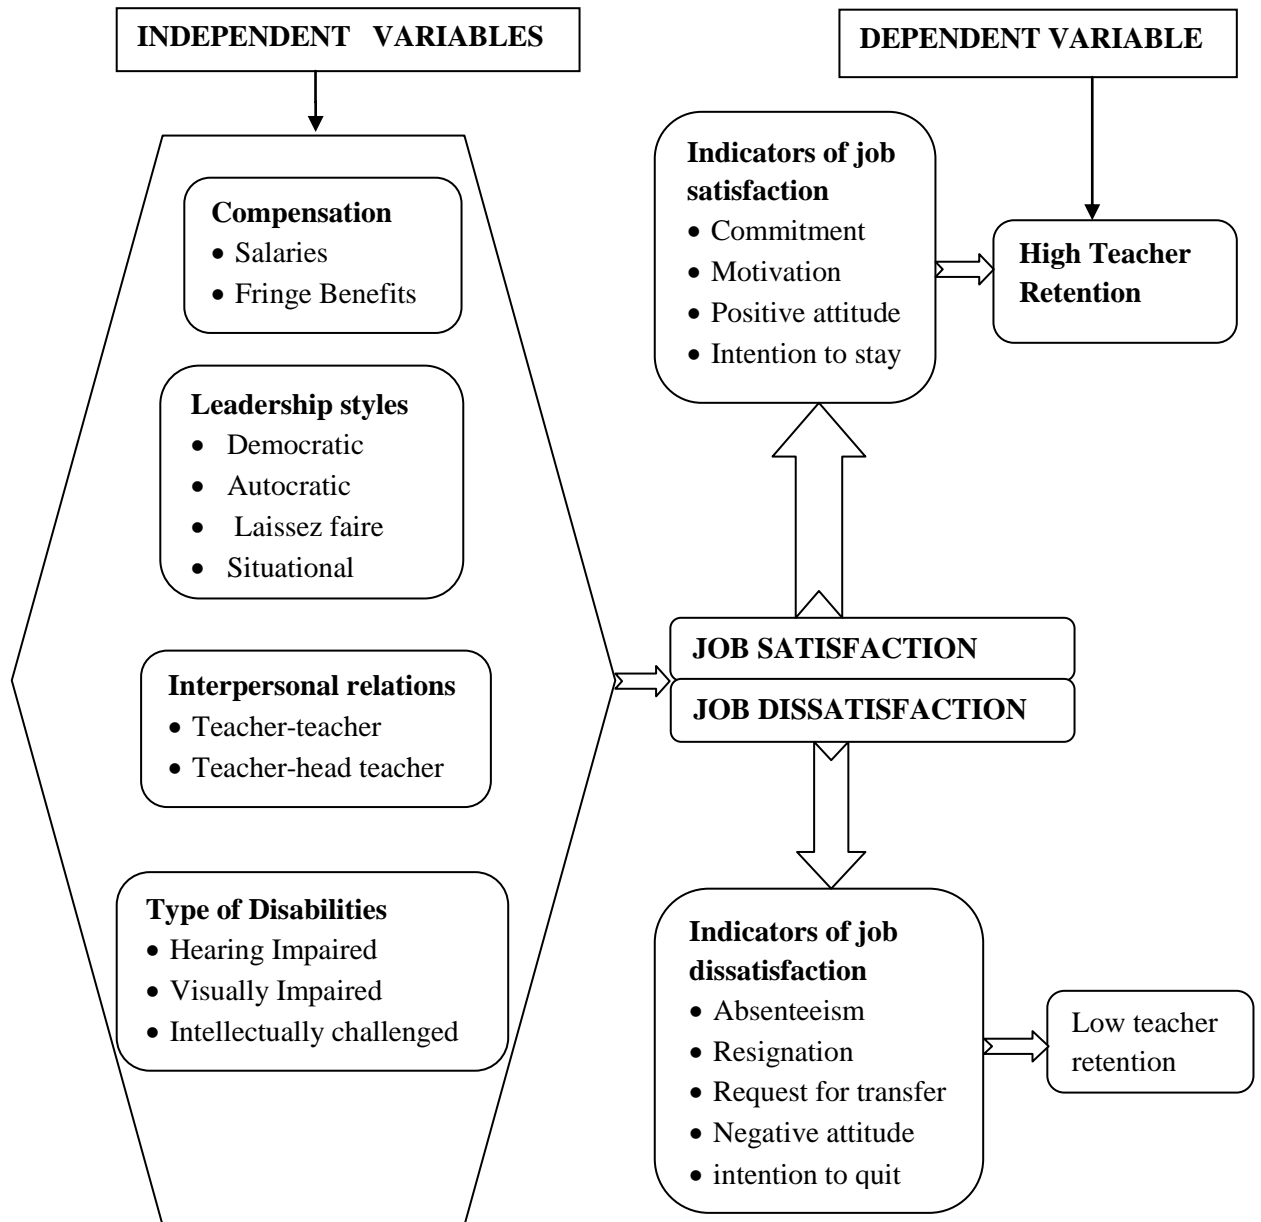 INDEPENDENT VARIABLES
Compensation
• Salaries
• Fringe Benefits
Leadership styles
• Democratic
• Autocratic
• Laissez faire
• Situational
Interpersonal relations
• Teacher-teacher
• Teacher-head teacher
Type of Disabilities
• Hearing Impaired
• Visually Impaired
• Intellectually challenged
JOB SATISFACTION
JOB DISSATISFACTION
DEPENDENT VARIABLE
Indicators of job
satisfaction
• Commitment
• Motivation
• Positive attitude
• Intention to stay
High Teacher
Retention
Indicators of job
dissatisfaction
• Absenteeism
• Resignation
• Request for transfer
• Negative attitude
• intention to quit
Low teacher
retention